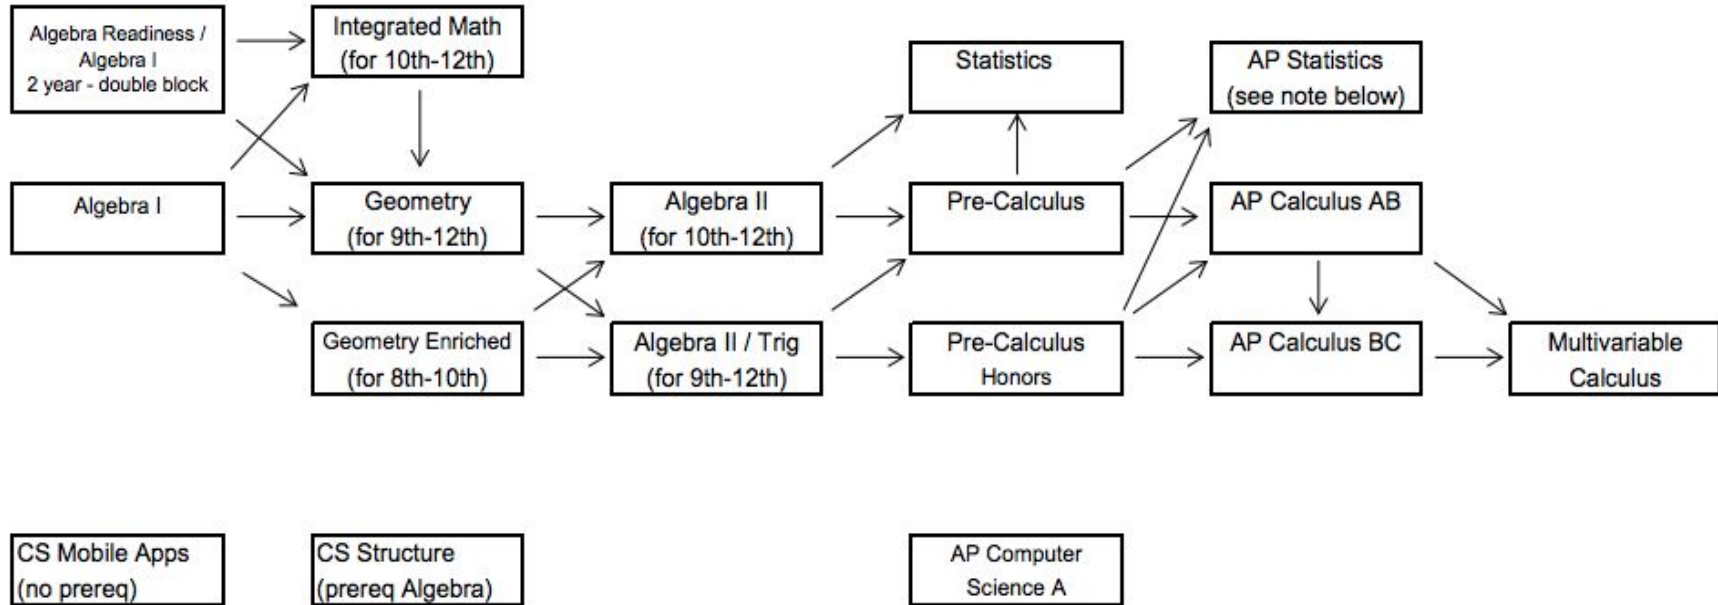 Algebra Readiness /
Algebra I
2 year - double block
Integrated Math
(for 10th-12th)
Statistics
AP Statistics
(see note below)
Algebra I
Geometry
(for 9th-12th)
Algebra II
(for 10th-12th)
Pre-Calculus
AP Calculus AB
Geometry Enriched
(for 8th-10th)
Algebra II / Trig
(for 9th-12th)
Pre-Calculus
Honors
AP Calculus BC
Multivariable
Calculus
CS Mobile Apps
(no prereq)
CS Structure
(prereq Algebra)
AP Computer
Science A